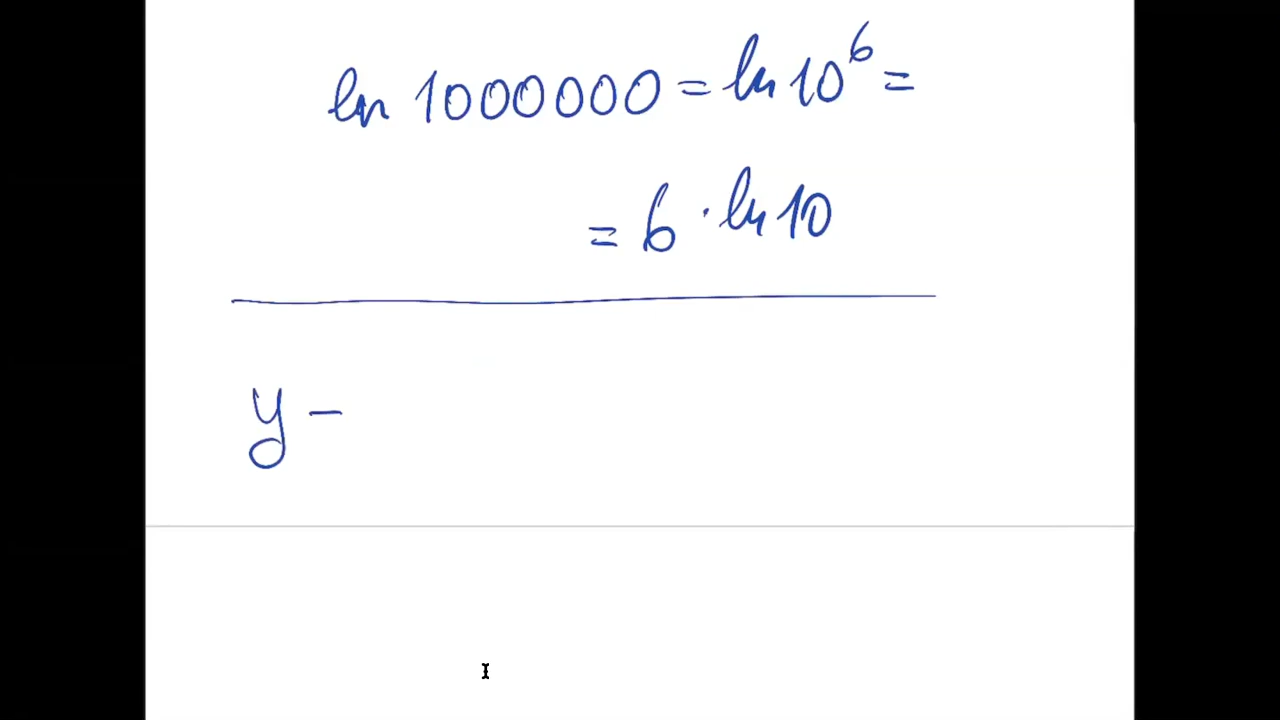 ln 1000000 = ln 10⁶ =
= 6 · ln 10
y –